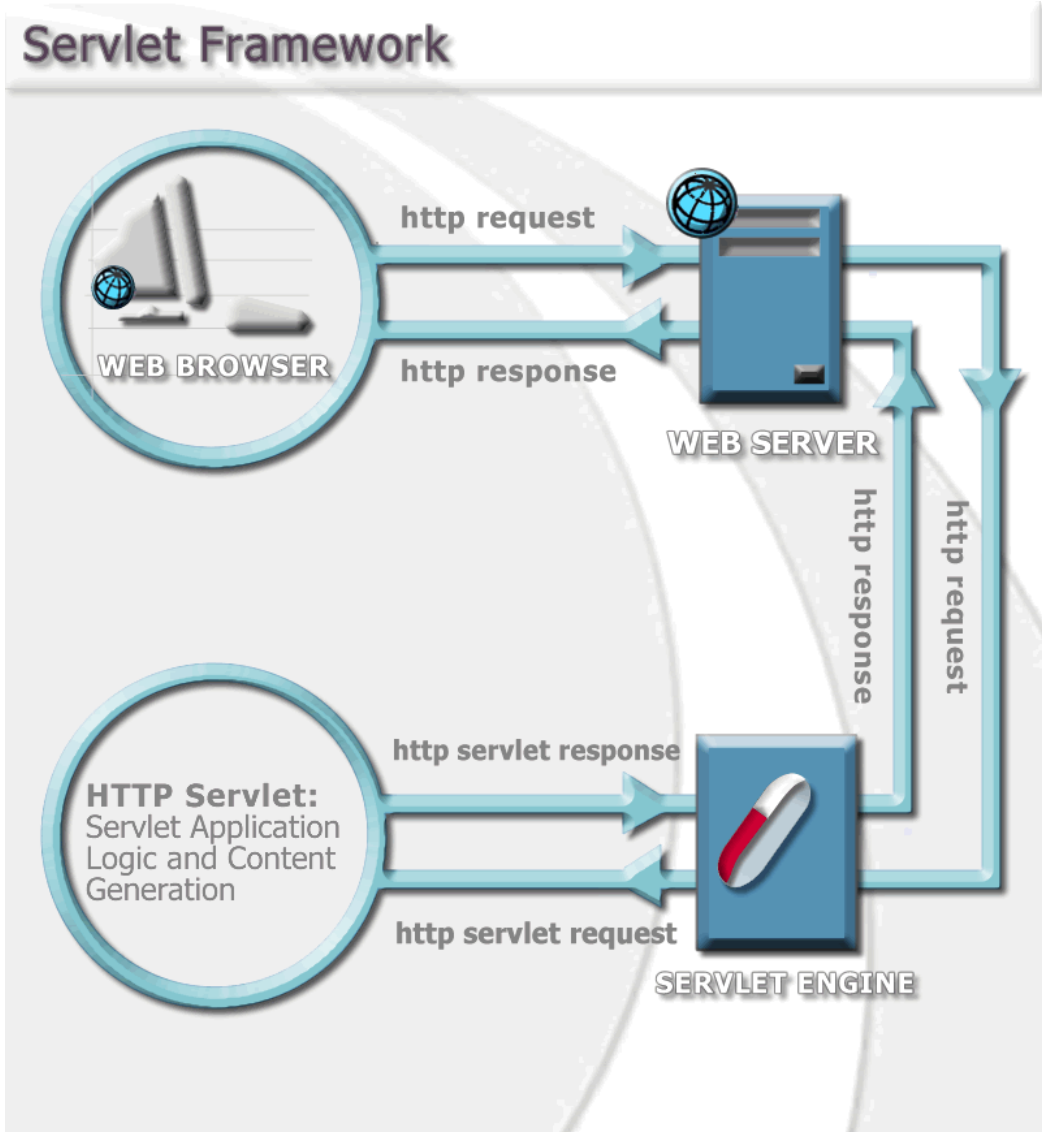 Servlet Framework
http request
WEB BROWSER
http response
WEB SERVER
http response
http request
http servlet response
HTTP Servlet:
Servlet Application
Logic and Content
Generation
http servlet request
SERVLET ENGINE